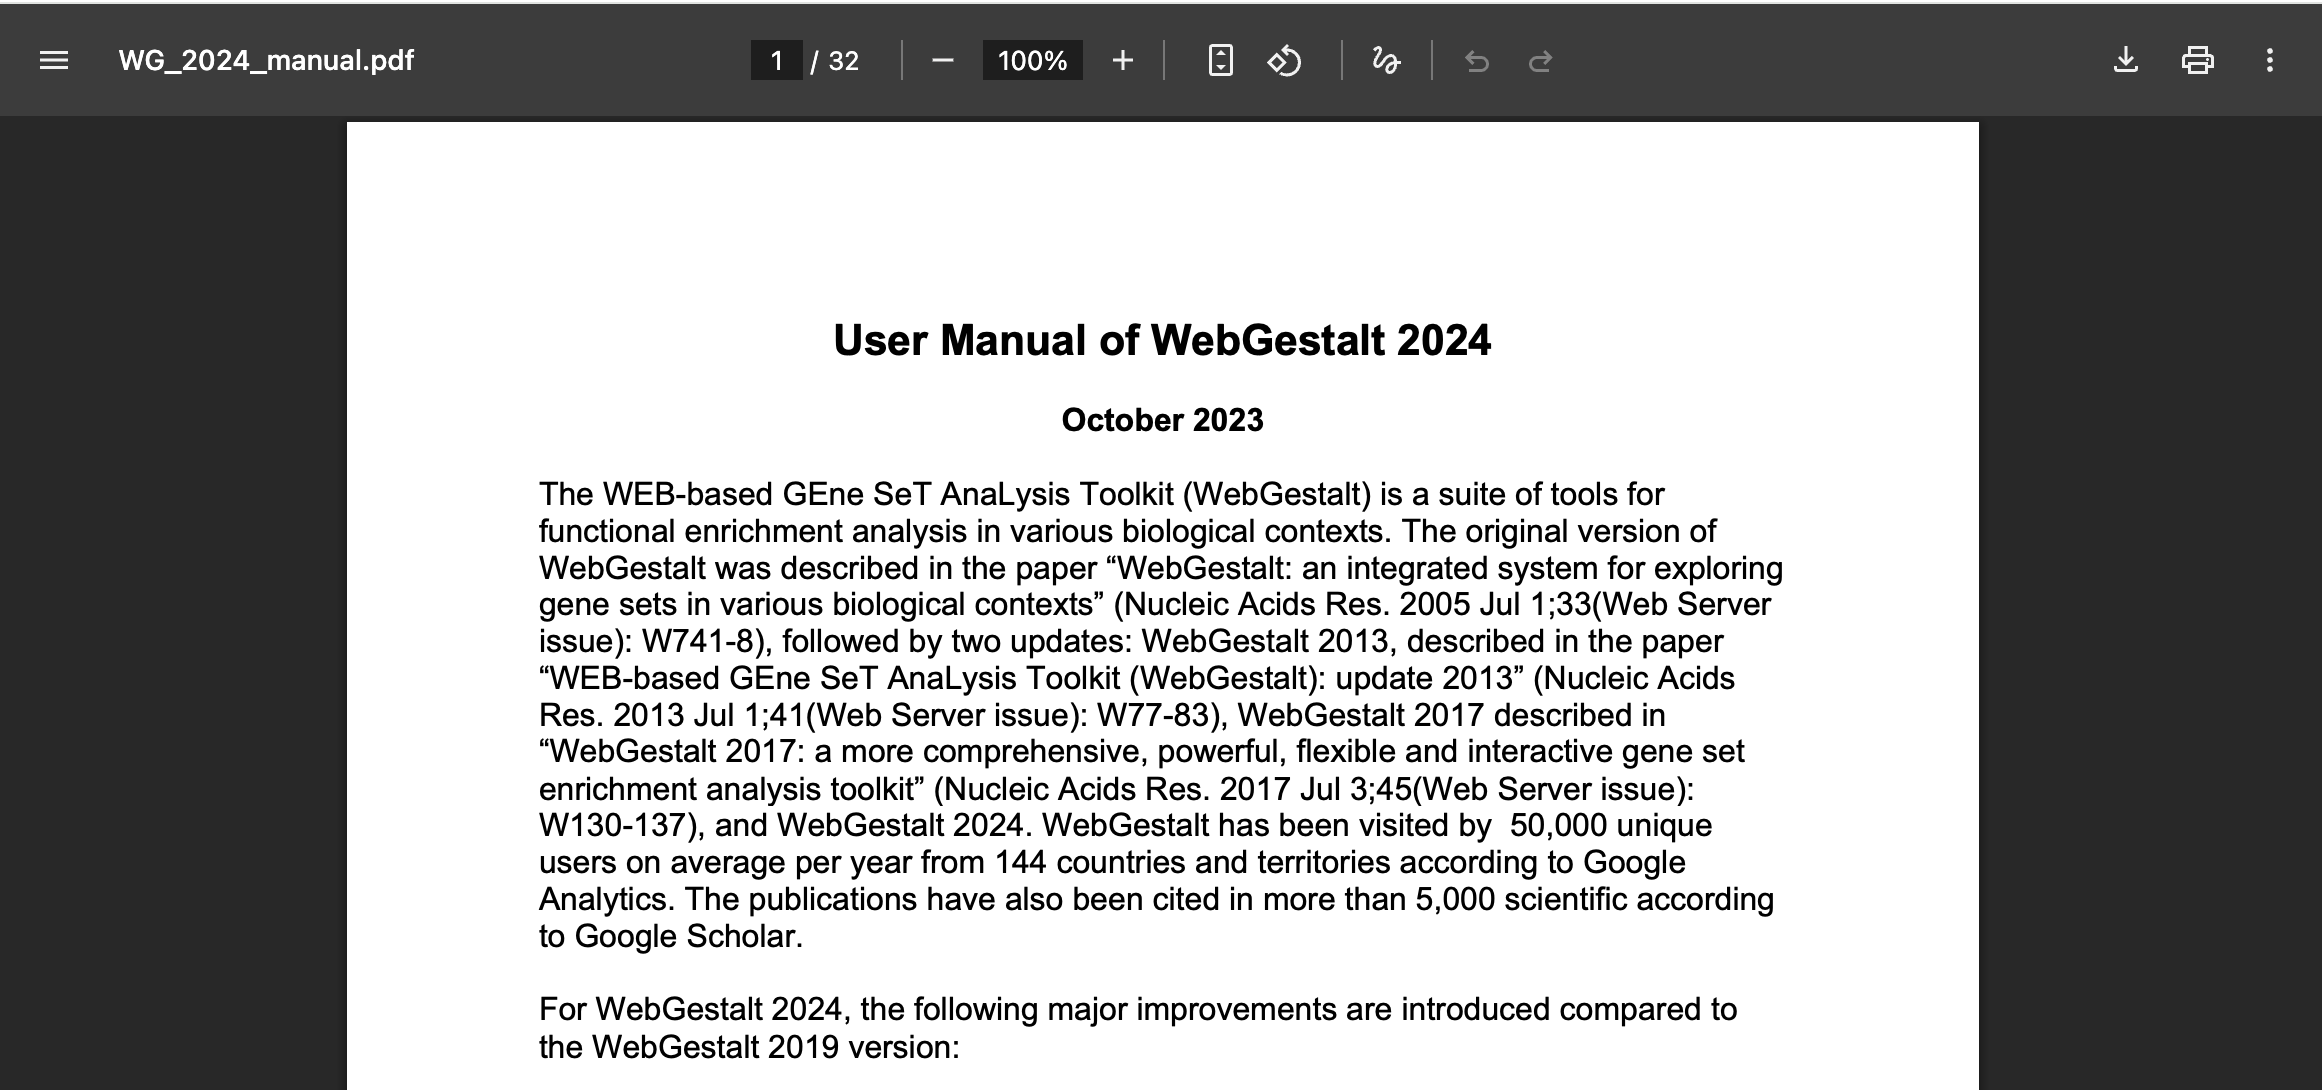 WG_2024_manual.pdf
1 / 32
100%
User Manual of WebGestalt 2024
October 2023
The WEB-based GEne SeT AnaLysis Toolkit (WebGestalt) is a suite of tools for
functional enrichment analysis in various biological contexts. The original version of
WebGestalt was described in the paper “WebGestalt: an integrated system for exploring
gene sets in various biological contexts” (Nucleic Acids Res. 2005 Jul 1;33(Web Server
issue): W741-8), followed by two updates: WebGestalt 2013, described in the paper
“WEB-based GEne SeT AnaLysis Toolkit (WebGestalt): update 2013” (Nucleic Acids
Res. 2013 Jul 1;41(Web Server issue): W77-83), WebGestalt 2017 described in
“WebGestalt 2017: a more comprehensive, powerful, flexible and interactive gene set
enrichment analysis toolkit” (Nucleic Acids Res. 2017 Jul 3;45(Web Server issue):
W130-137), and WebGestalt 2024. WebGestalt has been visited by  50,000 unique
users on average per year from 144 countries and territories according to Google
Analytics. The publications have also been cited in more than 5,000 scientific according
to Google Scholar.
For WebGestalt 2024, the following major improvements are introduced compared to
the WebGestalt 2019 version: